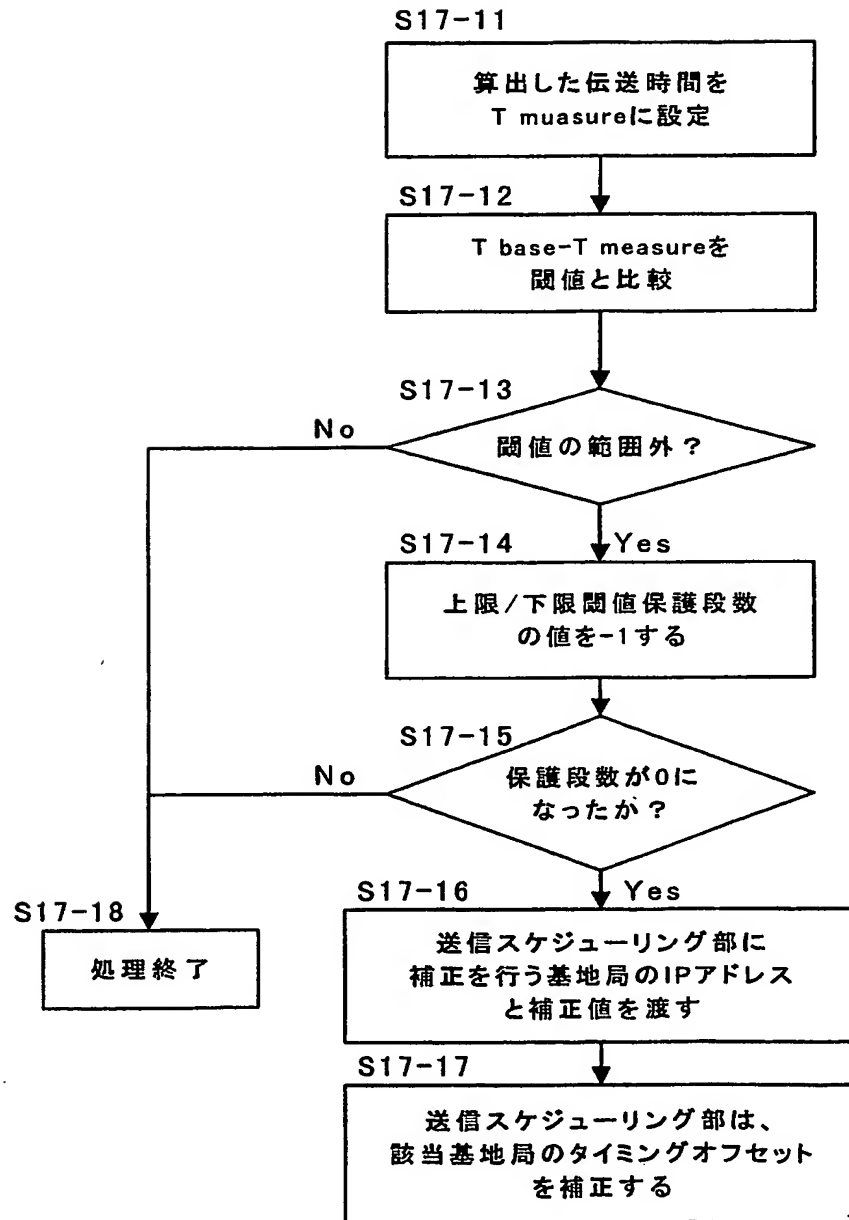 S17-11
算出した伝送時間を
T muasureに設定
S17-12
T base-T measureを
閾値と比較
S17-13
No
閾値の範囲外？
S17-14
Yes
上限/下限閾値保護段数
の値を-1する
S17-15
No
保護段数が0に
なったか？
S17-16
Yes
S17-18
処理終了
送信スケジューリング部に
補正を行う基地局のIPアドレス
と補正値を渡す
S17-17
送信スケジューリング部は、
該当基地局のタイミングオフセット
を補正する